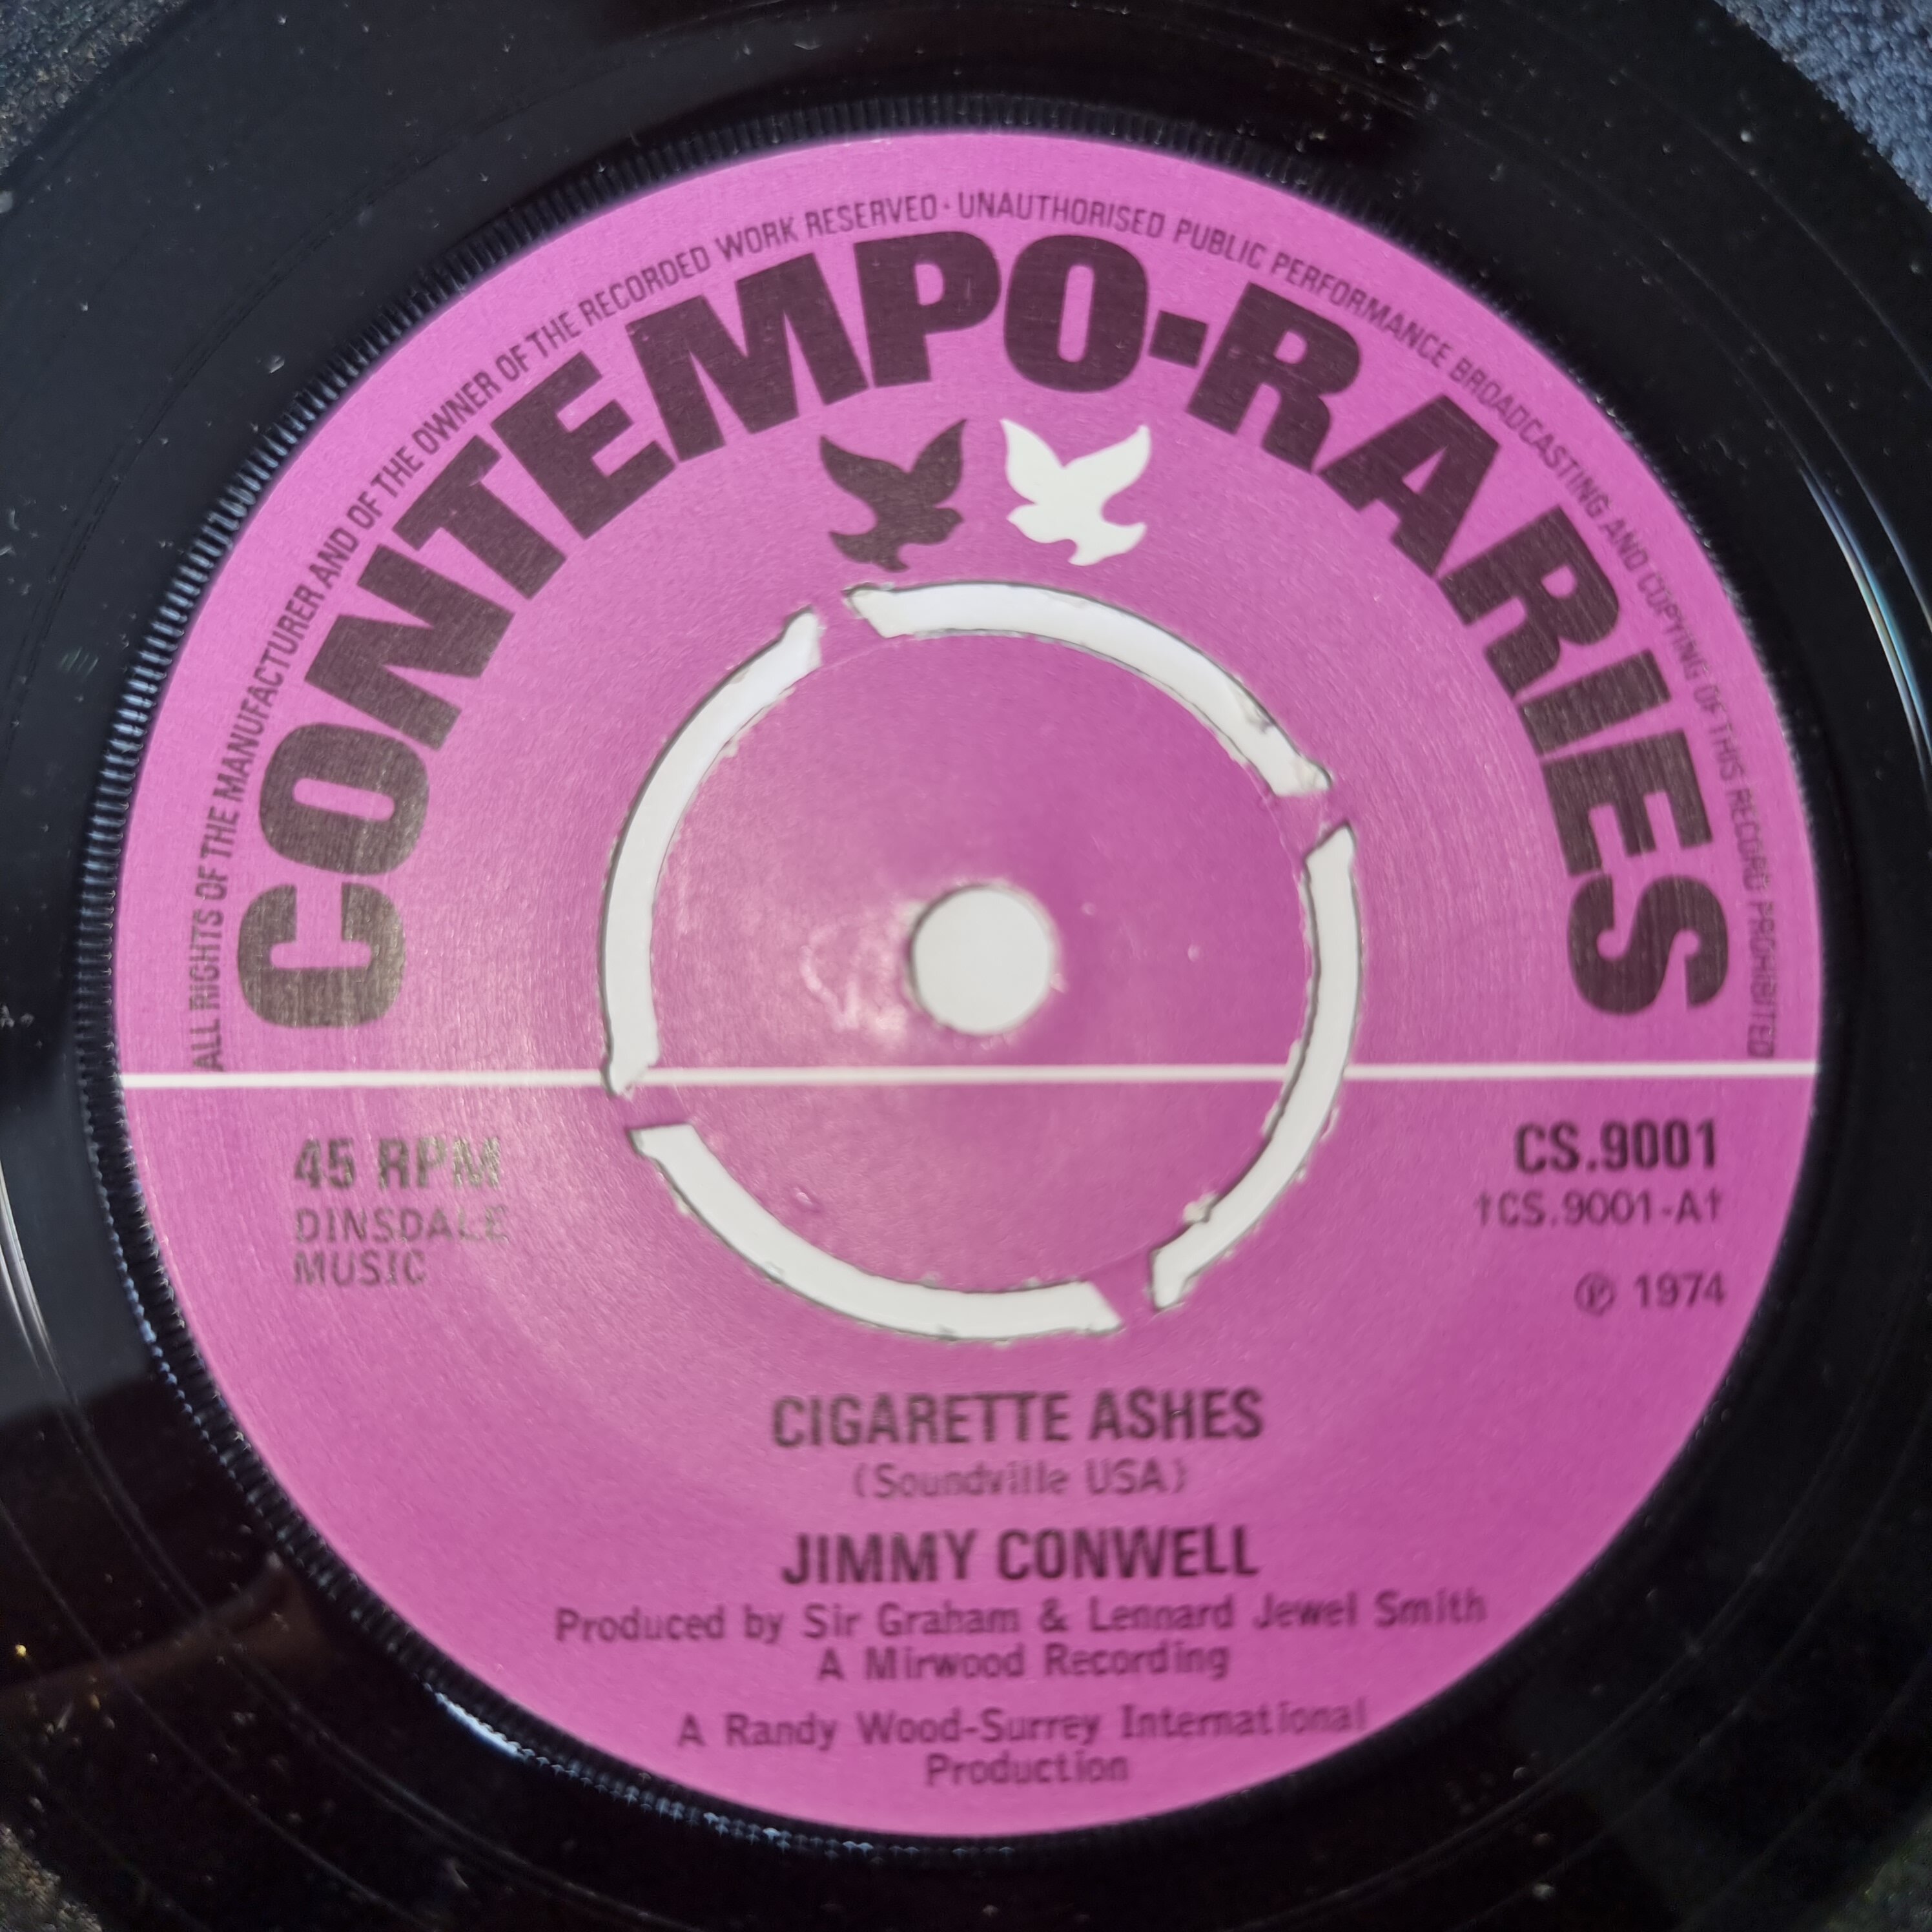 ALL RIGHTS OF THE MANUFACTURER AND OF THE OWNER OF THE RECORDED WORK RESERVED · UNAUTHORISED PUBLIC PERFORMANCE BROADCASTING AND COPYING OF THIS RECORD PROHIBITED
CONTEMPO-RARIES
45 RPM
DINSDALE
MUSIC
CS.9001
†CS.9001-A†
℗ 1974
CIGARETTE ASHES
(Soundville USA)
JIMMY CONWELL
Produced by Sir Graham & Lennard Jewel Smith
A Mirwood Recording
A Randy Wood-Surrey International
Production